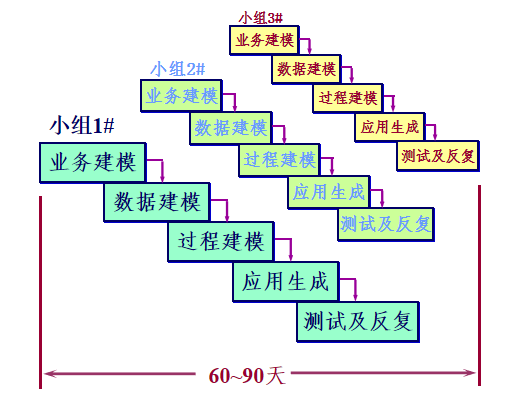 小组3#
业务建模
数据建模
过程建模
应用生成
测试及反复
小组2#
业务建模
数据建模
过程建模
应用生成
测试及反复
小组1#
业务建模
数据建模
过程建模
应用生成
测试及反复
60~90天